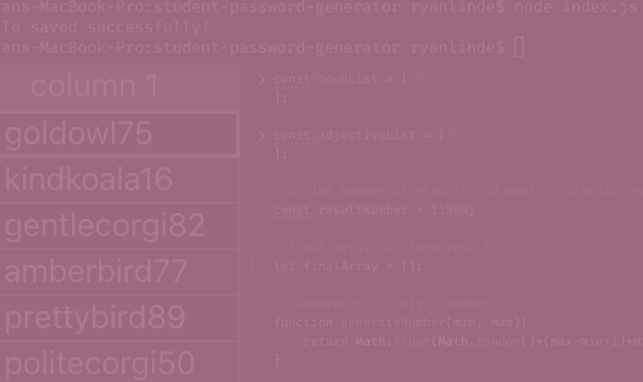 ans-MacBook-Pro:student-password-generator ryanlinde$ node index.js
le saved successfully!
ans-MacBook-Pro:student-password-generator ryanlinde$
column 1
goldowl75
kindkoala16
gentlecorgi82
amberbird77
prettybird89
politecorgi50
const nounList = [
];
const adjectiveList = [
];
//DEFINE NUMBER OF RESULTS YOU WANT TO GENERATE
const resultNumber = 11500;
//Final array to store results
let finalArray = [];
// Generates a 2 digit number
function generateNumber(min, max){
return Math.floor(Math.random()*(max-min+1)+m
}